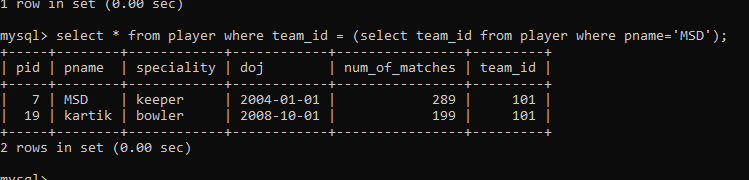 1 row in set (0.00 sec)
mysql> select * from player where team_id = (select team_id from player where pname='MSD');
+-----+--------+------------+------------+----------------+---------+
| pid | pname  | speciality | doj        | num_of_matches | team_id |
+-----+--------+------------+------------+----------------+---------+
|   7 | MSD    | keeper     | 2004-01-01 |            289 |     101 |
|  19 | kartik | bowler     | 2008-10-01 |            199 |     101 |
+-----+--------+------------+------------+----------------+---------+
2 rows in set (0.00 sec)
mysql>